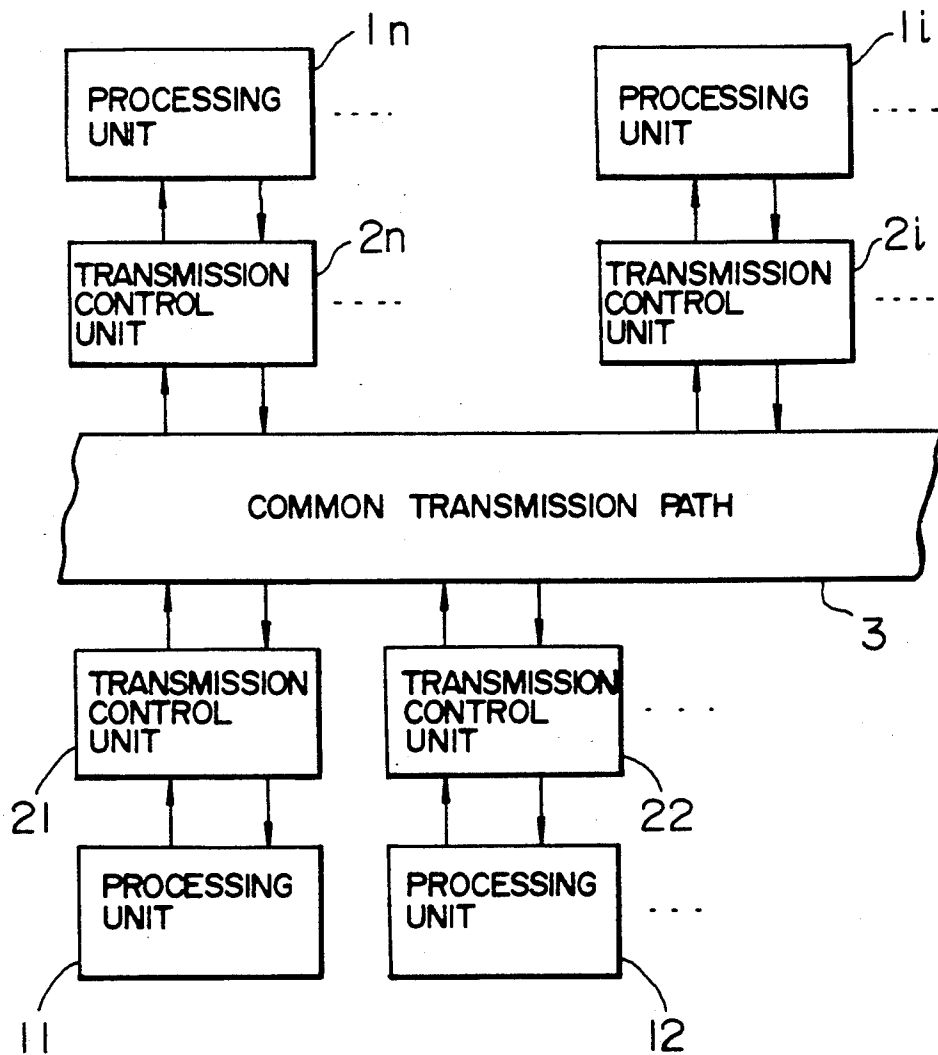 1n
1i
PROCESSING
UNIT
PROCESSING
UNIT
2n
2i
TRANSMISSION
CONTROL
UNIT
TRANSMISSION
CONTROL
UNIT
COMMON TRANSMISSION PATH
3
TRANSMISSION
CONTROL
UNIT
TRANSMISSION
CONTROL
UNIT
21
22
PROCESSING
UNIT
PROCESSING
UNIT
11
12